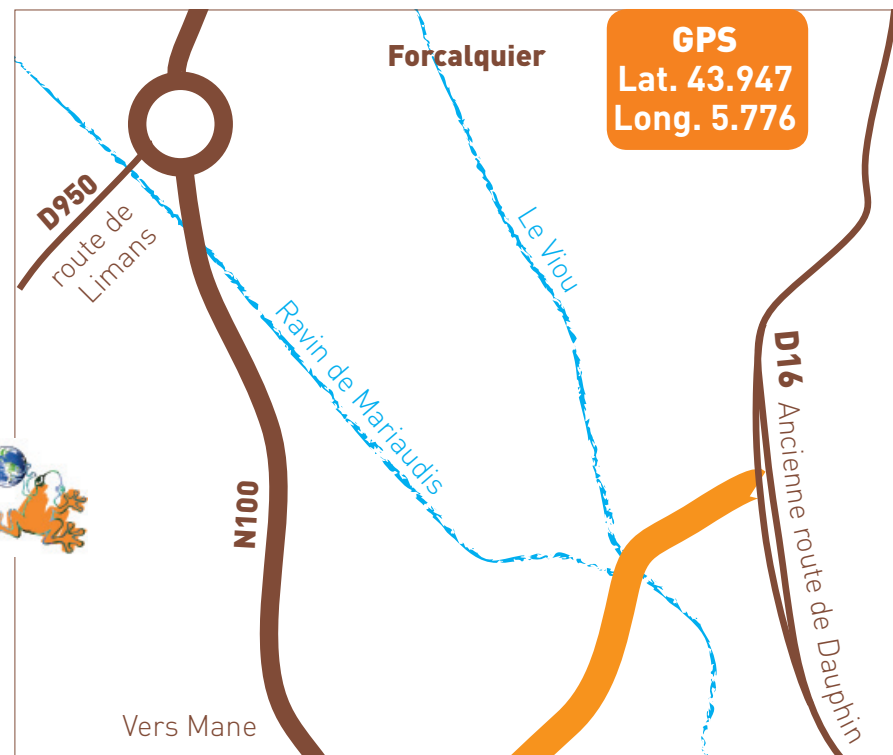 Forcalquier
GPS
Lat. 43.947
Long. 5.776
D950
route de
Limans
Le Viou
Ravin de Mariaudis
D16 Ancienne route de Dauphin
N100
Vers Mane